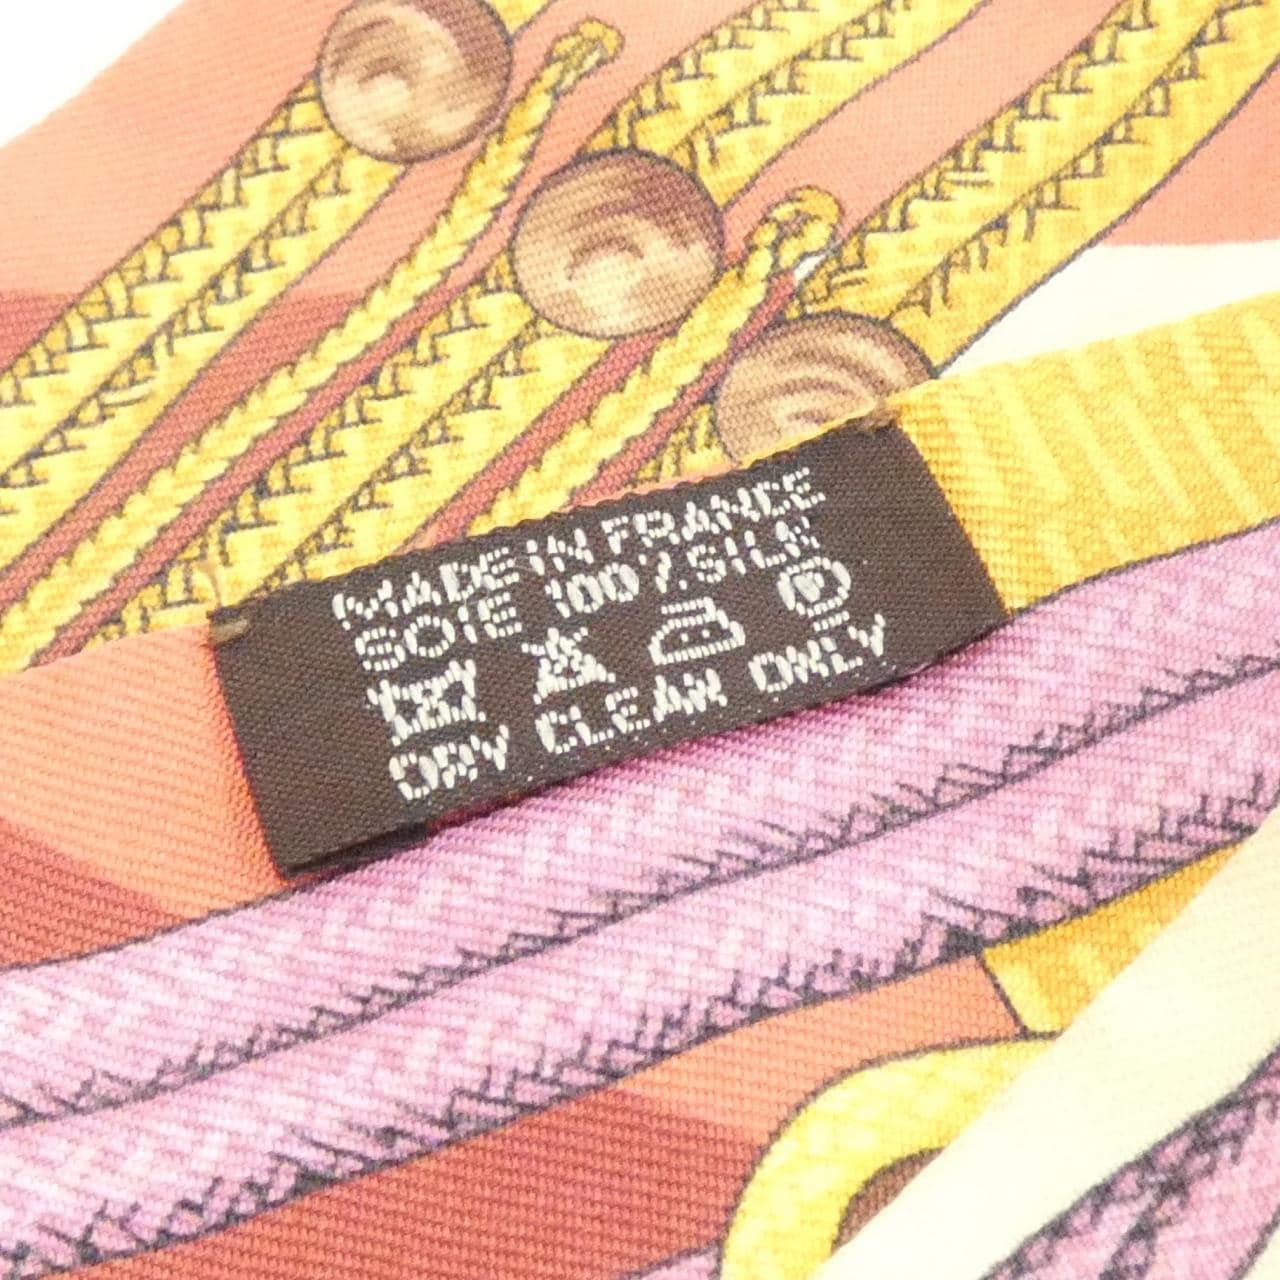 MADE IN FRANCE
SOIE 100% SILK
P
DRY CLEAN ONLY